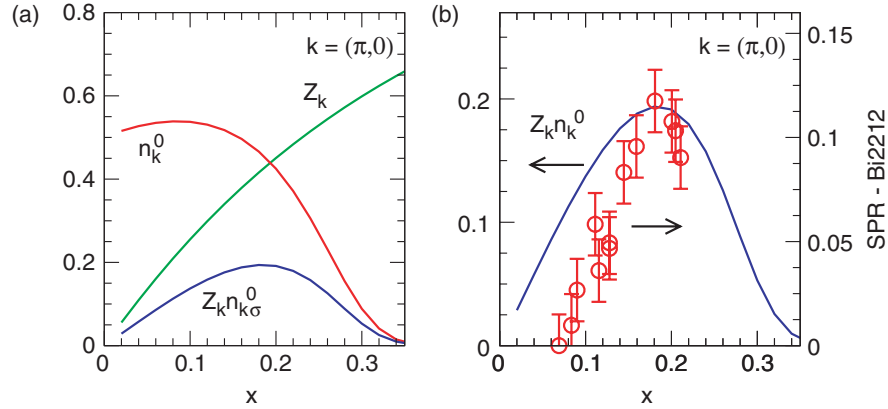 (a)
0.8
0.6
0.4
0.2
0
0
0.1
0.2
0.3
x
k = (π,0)
Z_k
n_k^0
Z_k n_{kσ}^0
(b)
0.2
0.1
0
0
0.1
0.2
0.3
x
k = (π,0)
Z_k n_k^0
0.15
0.1
0.05
0
SPR - Bi2212